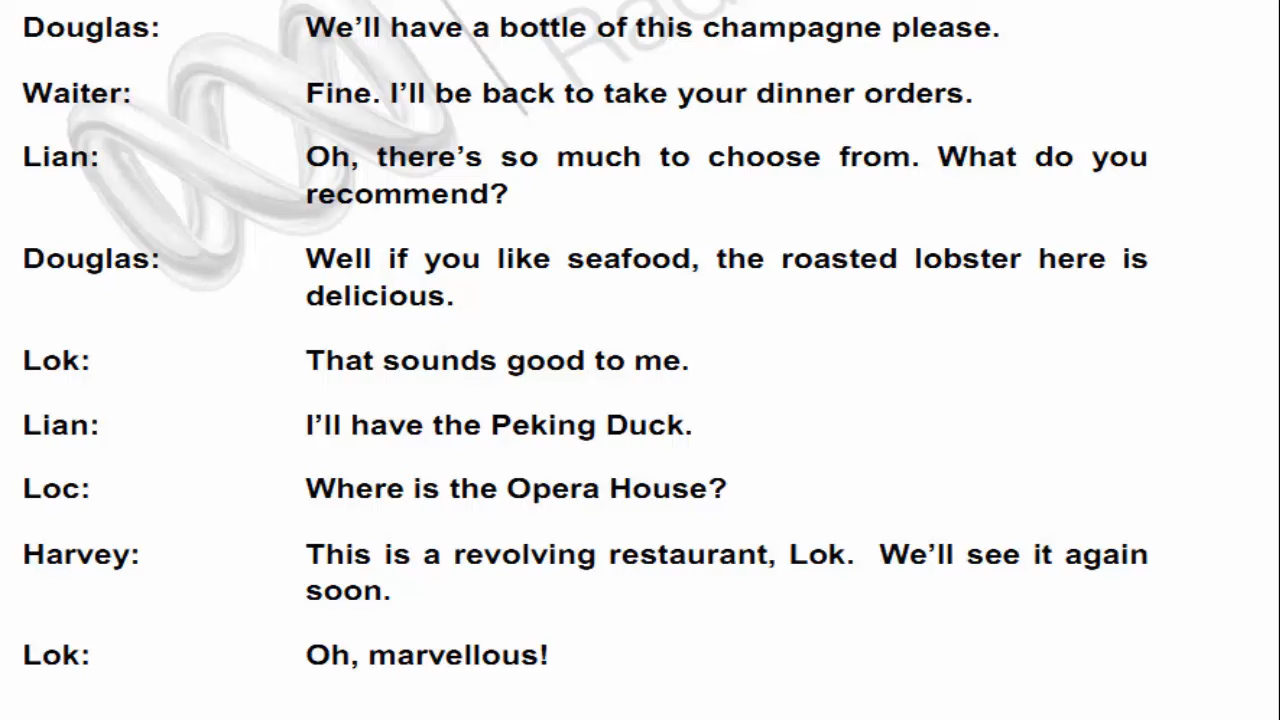 Douglas: We'll have a bottle of this champagne please.
Waiter: Fine. I'll be back to take your dinner orders.
Lian: Oh, there's so much to choose from. What do you
recommend?
Douglas: Well if you like seafood, the roasted lobster here is
delicious.
Lok: That sounds good to me.
Lian: I'll have the Peking Duck.
Loc: Where is the Opera House?
Harvey: This is a revolving restaurant, Lok. We'll see it again
soon.
Lok: Oh, marvellous!